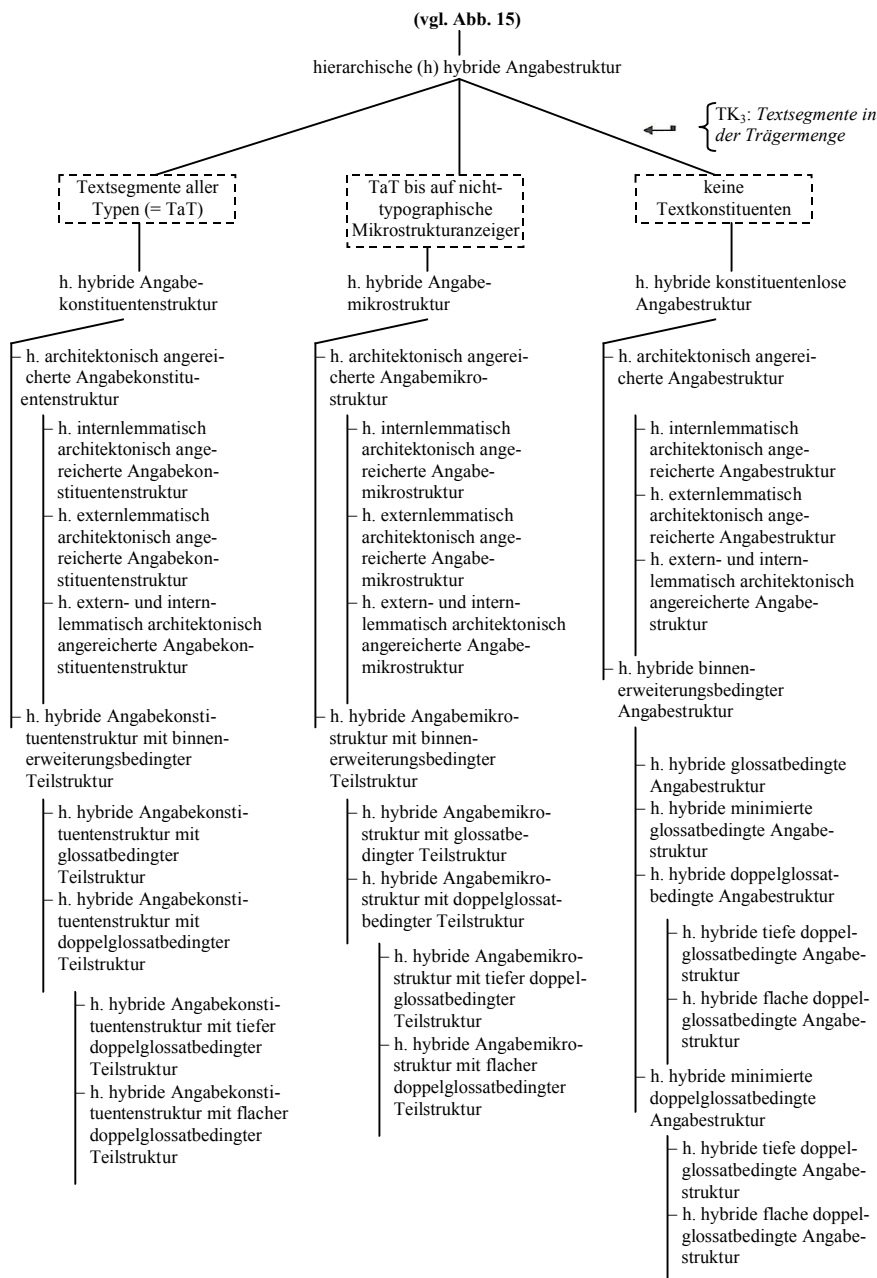 (vgl. Abb. 15)
hierarchische (h) hybride Angabestruktur
TK₃: Textsegmente in
der Trägermenge
Textsegmente aller
Typen (= TaT)
TaT bis auf nicht-
typographische
Mikrostrukturanzeiger
keine
Textkonstituenten
h. hybride Angabe-
konstituentenstruktur
– h. architektonisch angerei-
cherte Angabekonstitu-
entenstruktur
– h. internlemmatisch
architektonisch ange-
reicherte Angabekon-
stituentenstruktur
– h. externlemmatisch
architektonisch ange-
reicherte Angabekon-
stituentenstruktur
– h. extern- und intern-
lemmatisch architektonisch
angereicherte Angabekon-
stituentenstruktur
– h. hybride Angabekonsti-
tuentenstruktur mit binnen-
erweiterungsbedingter
Teilstruktur
– h. hybride Angabekonsti-
tuentenstruktur mit
glossatbedingter
Teilstruktur
– h. hybride Angabekonsti-
tuentenstruktur mit
doppelglossatbedingter
Teilstruktur
– h. hybride Angabekonsti-
tuentenstruktur mit tiefer
doppelglossatbedingter
Teilstruktur
– h. hybride Angabekonsti-
tuentenstruktur mit flacher
doppelglossatbedingter
Teilstruktur
h. hybride Angabe-
mikrostruktur
– h. architektonisch angerei-
cherte Angabemikro-
struktur
– h. internlemmatisch
architektonisch ange-
reicherte Angabe-
mikrostruktur
– h. externlemmatisch
architektonisch ange-
reicherte Angabe-
mikrostruktur
– h. extern- und intern-
lemmatisch architektonisch
angereicherte Angabe-
mikrostruktur
– h. hybride Angabemikro-
struktur mit binnen-
erweiterungsbedingter
Teilstruktur
– h. hybride Angabemikro-
struktur mit glossatbe-
dingter Teilstruktur
– h. hybride Angabemikro-
struktur mit doppelglossat-
bedingter Teilstruktur
– h. hybride Angabemikro-
struktur mit tiefer doppel-
glossatbedingter
Teilstruktur
– h. hybride Angabemikro-
struktur mit flacher
doppelglossatbedingter
Teilstruktur
h. hybride konstituentenlose
Angabestruktur
– h. architektonisch angerei-
cherte Angabestruktur
– h. internlemmatisch
architektonisch ange-
reicherte Angabestruktur
– h. externlemmatisch
architektonisch ange-
reicherte Angabestruktur
– h. extern- und intern-
lemmatisch architektonisch
angereicherte Angabe-
struktur
– h. hybride binnen-
erweiterungsbedingter
Angabestruktur
– h. hybride glossatbedingte
Angabestruktur
– h. hybride minimierte
glossatbedingte Angabe-
struktur
– h. hybride doppelglossat-
bedingte Angabestruktur
– h. hybride tiefe doppel-
glossatbedingte Angabe-
struktur
– h. hybride flache doppel-
glossatbedingte Angabe-
struktur
– h. hybride minimierte
doppelglossatbedingte
Angabestruktur
– h. hybride tiefe doppel-
glossatbedingte Angabe-
struktur
– h. hybride flache doppel-
glossatbedingte Angabe-
struktur